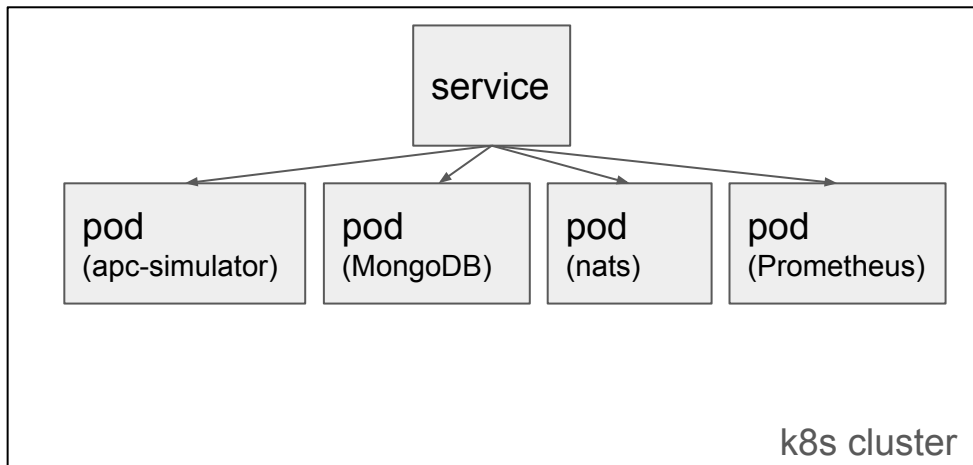 service
pod
(apc-simulator)
pod
(MongoDB)
pod
(nats)
pod
(Prometheus)
k8s cluster